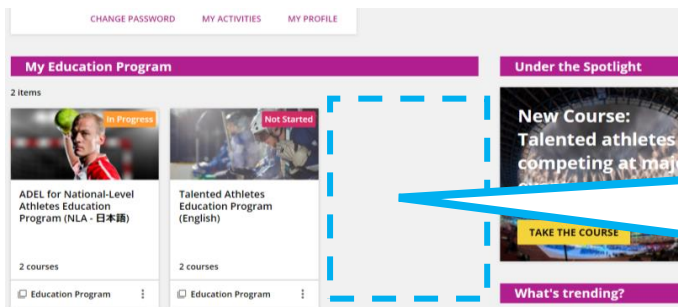 CHANGE PASSWORD MY ACTIVITIES MY PROFILE
My Education Program
2 items
In Progress
ADEL for National-Level
Athletes Education
Program (NLA - 日本語)
2 courses
Education Program
Not Started
Talented Athletes
Education Program
(English)
2 courses
Education Program
Under the Spotlight
New Course:
Talented athletes
competing at
TAKE THE COURSE
What's trending?